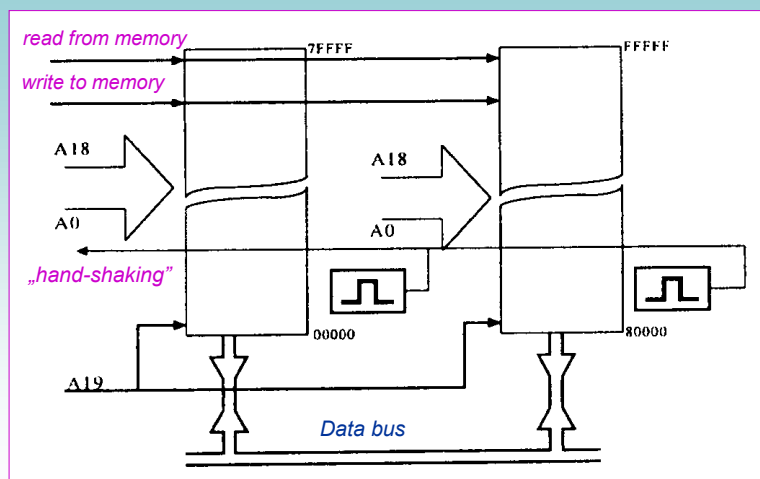 read from memory
7FFFF
FFFFF
write to memory
A18
A18
A0
A0
„hand-shaking”
00000
80000
A19
Data bus